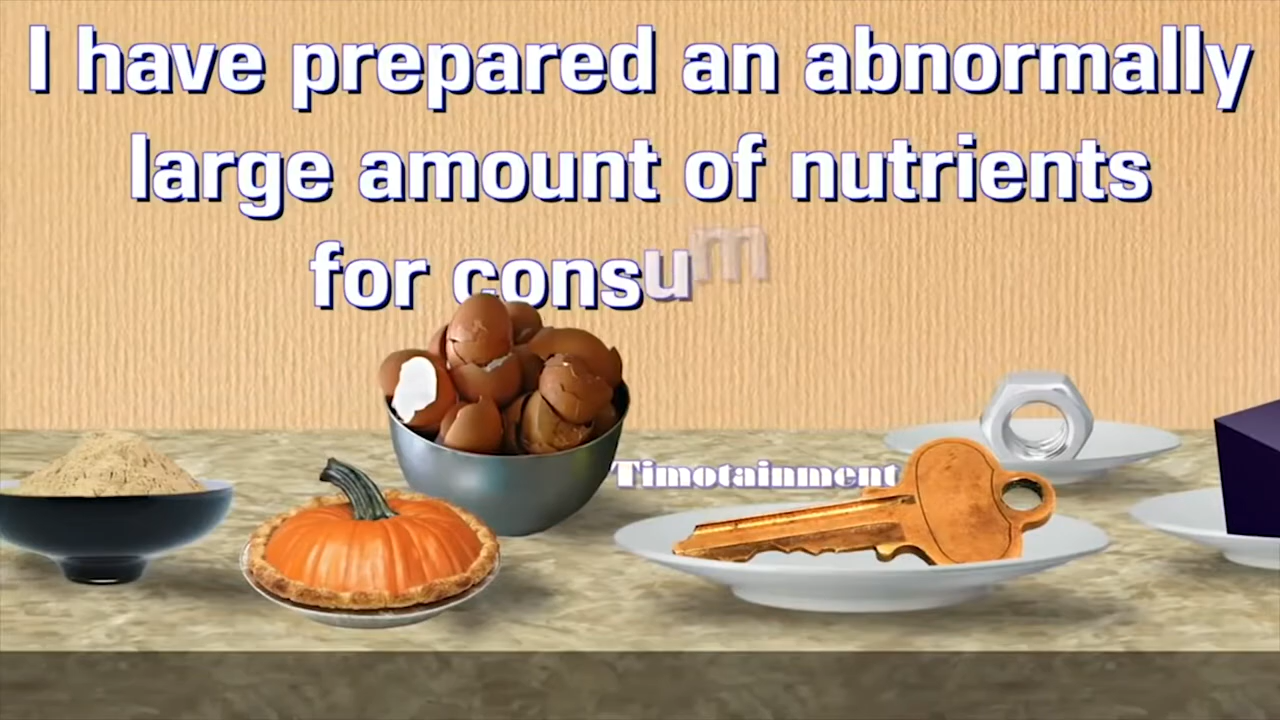 I have prepared an abnormally
large amount of nutrients
for consum
Timotainment